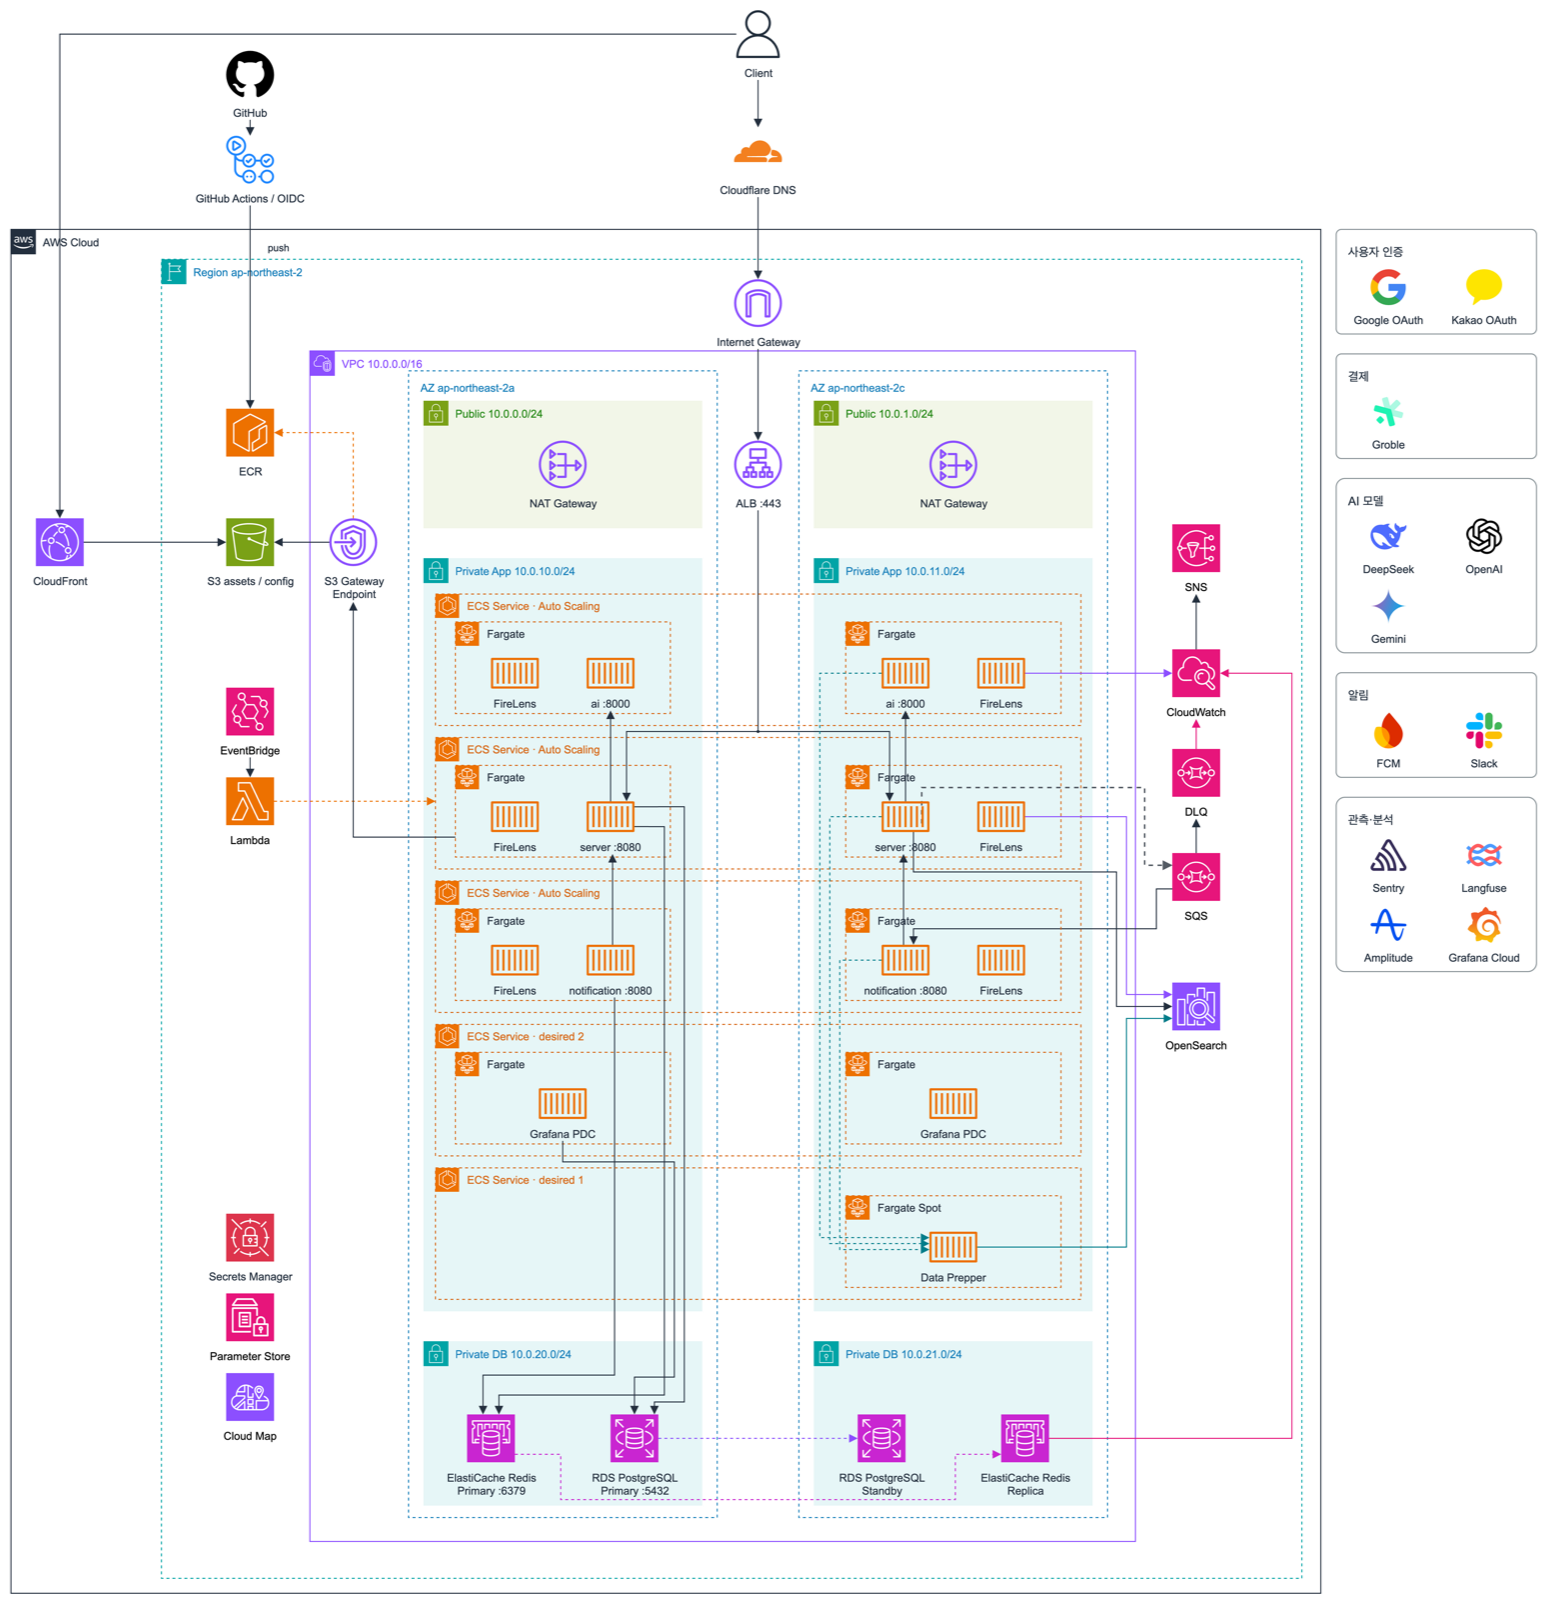 Client
GitHub
GitHub Actions / OIDC
Cloudflare DNS
aws
AWS Cloud
push
Region ap-northeast-2
Internet Gateway
VPC 10.0.0.0/16
AZ ap-northeast-2a
AZ ap-northeast-2c
Public 10.0.0.0/24
Public 10.0.1.0/24
ECR
NAT Gateway
ALB :443
NAT Gateway
CloudFront
S3 assets / config
S3 Gateway
Endpoint
Private App 10.0.10.0/24
Private App 10.0.11.0/24
ECS Service · Auto Scaling
Fargate
Fargate
FireLens
ai :8000
ai :8000
FireLens
ECS Service · Auto Scaling
Fargate
Fargate
FireLens
server :8080
server :8080
FireLens
ECS Service · Auto Scaling
Fargate
Fargate
FireLens
notification :8080
notification :8080
FireLens
ECS Service · desired 2
Fargate
Fargate
Grafana PDC
Grafana PDC
ECS Service · desired 1
Fargate Spot
Data Prepper
EventBridge
Lambda
Secrets Manager
Parameter Store
Cloud Map
Private DB 10.0.20.0/24
Private DB 10.0.21.0/24
ElastiCache Redis
Primary :6379
RDS PostgreSQL
Primary :5432
RDS PostgreSQL
Standby
ElastiCache Redis
Replica
SNS
CloudWatch
DLQ
SQS
OpenSearch
사용자 인증
Google OAuth
Kakao OAuth
결제
Groble
AI 모델
DeepSeek
OpenAI
Gemini
알림
FCM
Slack
관측·분석
Sentry
Langfuse
Amplitude
Grafana Cloud